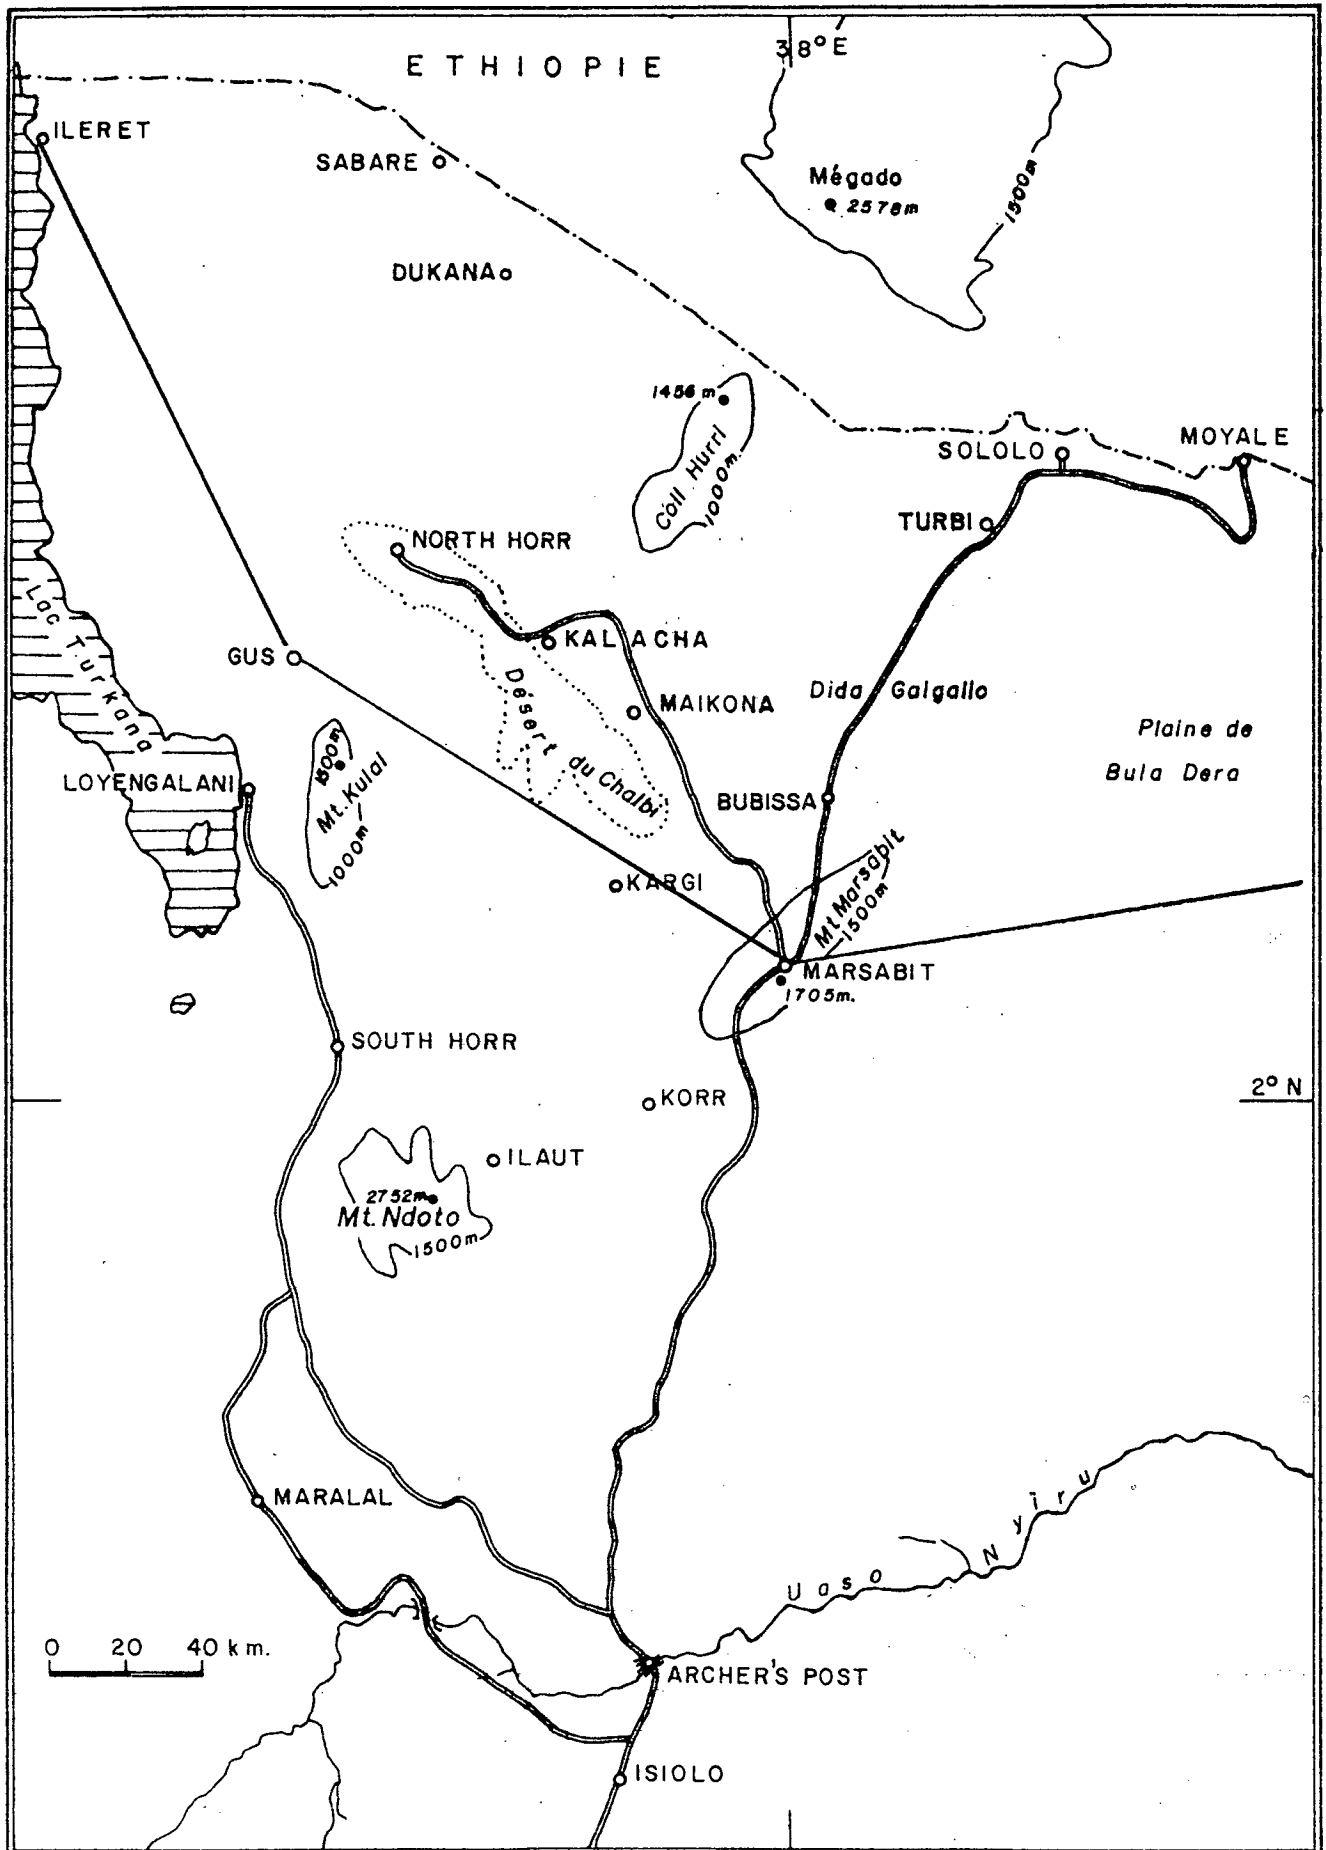 38°E
ETHIOPIE
ILERET
SABARE
Mégado
2578m
1500m
DUKANA
1456 m
Coll Hurri
1000m.
SOLOLO
MOYALE
TURBI
NORTH HORR
Lac Turkana
KALACHA
GUS
Désert du Chalbi
MAIKONA
Dida Galgallo
Plaine de
Bula Dera
1500m
Mt. Kulal
1000m
LOYENGALANI
BUBISSA
KARGI
Mt Marsabit
1500m
MARSABIT
1705m.
SOUTH HORR
KORR
2° N
ILAUT
2752m
Mt. Ndoto
1500m
MARALAL
Uaso Nyïru
0 20 40 km.
ARCHER'S POST
ISIOLO